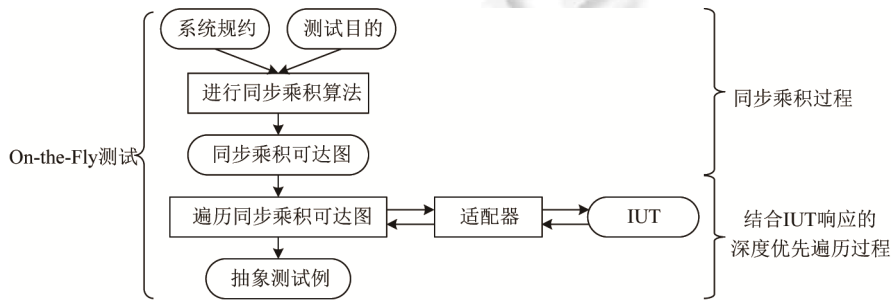 系统规约
测试目的
进行同步乘积算法
同步乘积过程
On-the-Fly测试
同步乘积可达图
遍历同步乘积可达图
适配器
IUT
结合IUT响应的
深度优先遍历过程
抽象测试例